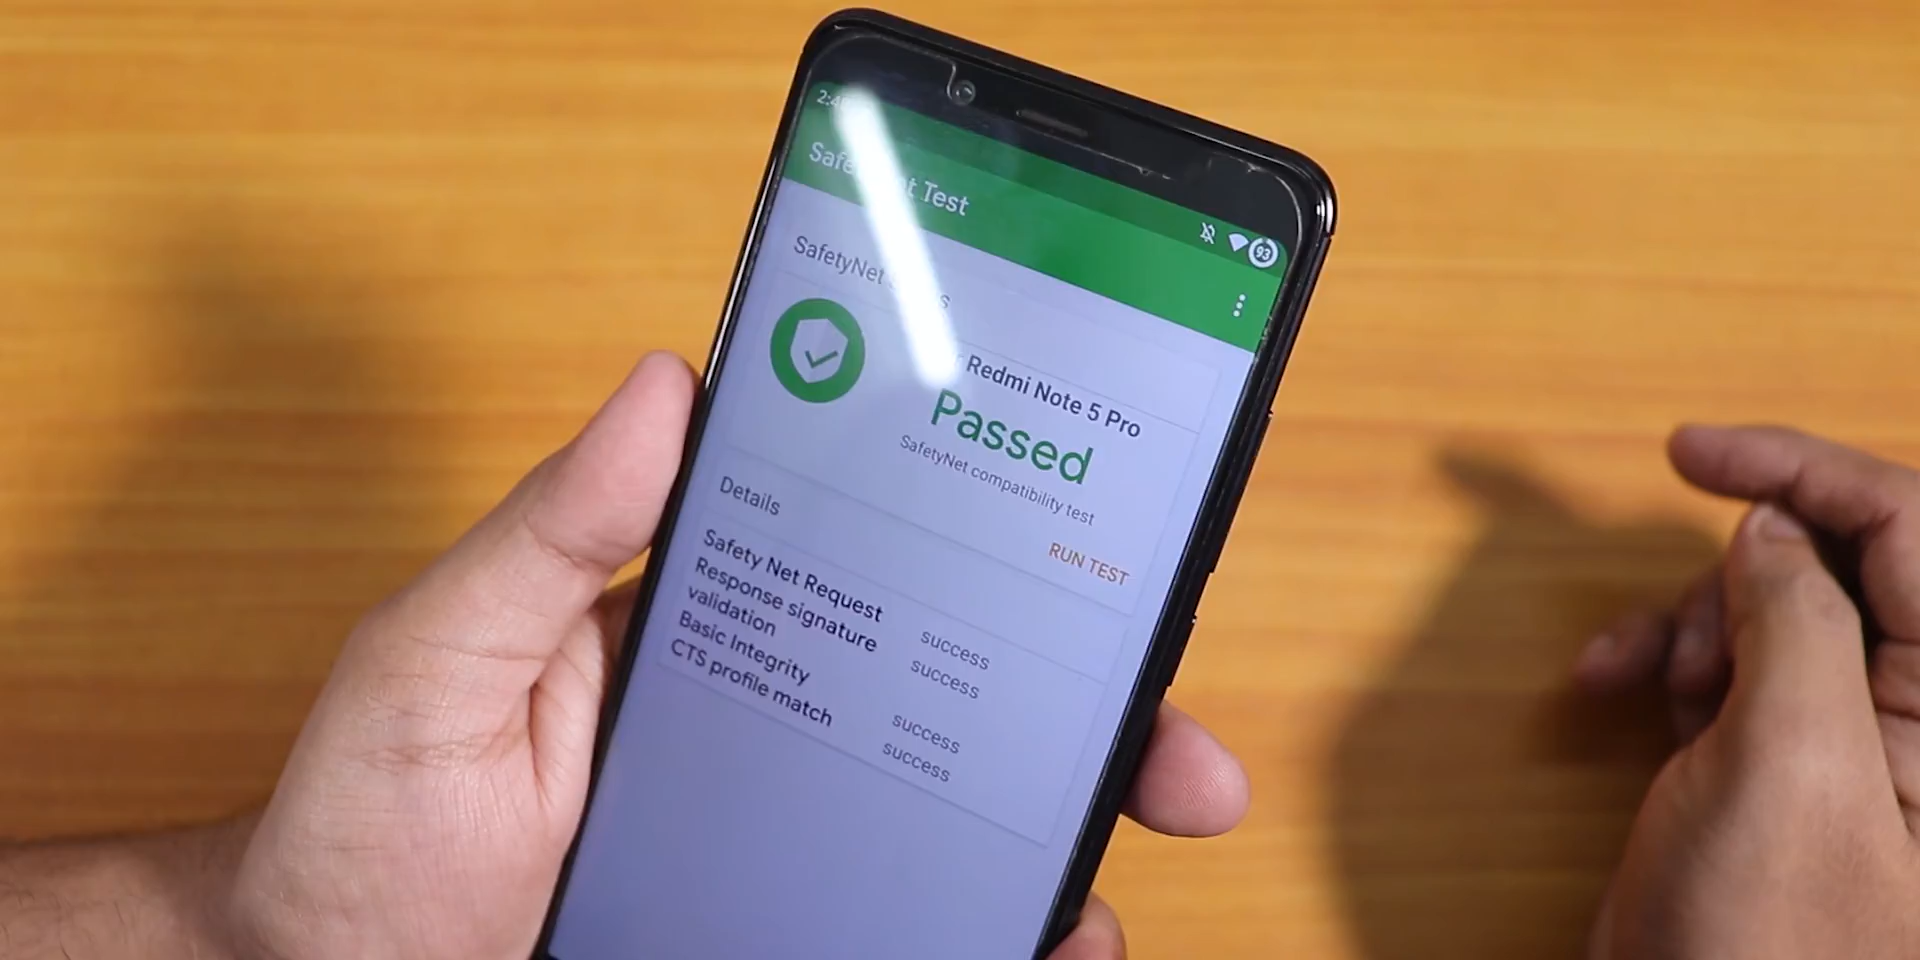 Test
93
SafetyNet
Redmi Note 5 Pro
Passed
SafetyNet compatibility test
RUN TEST
Details
Safety Net Request success
Response signature
validation success
Basic Integrity success
CTS profile match success